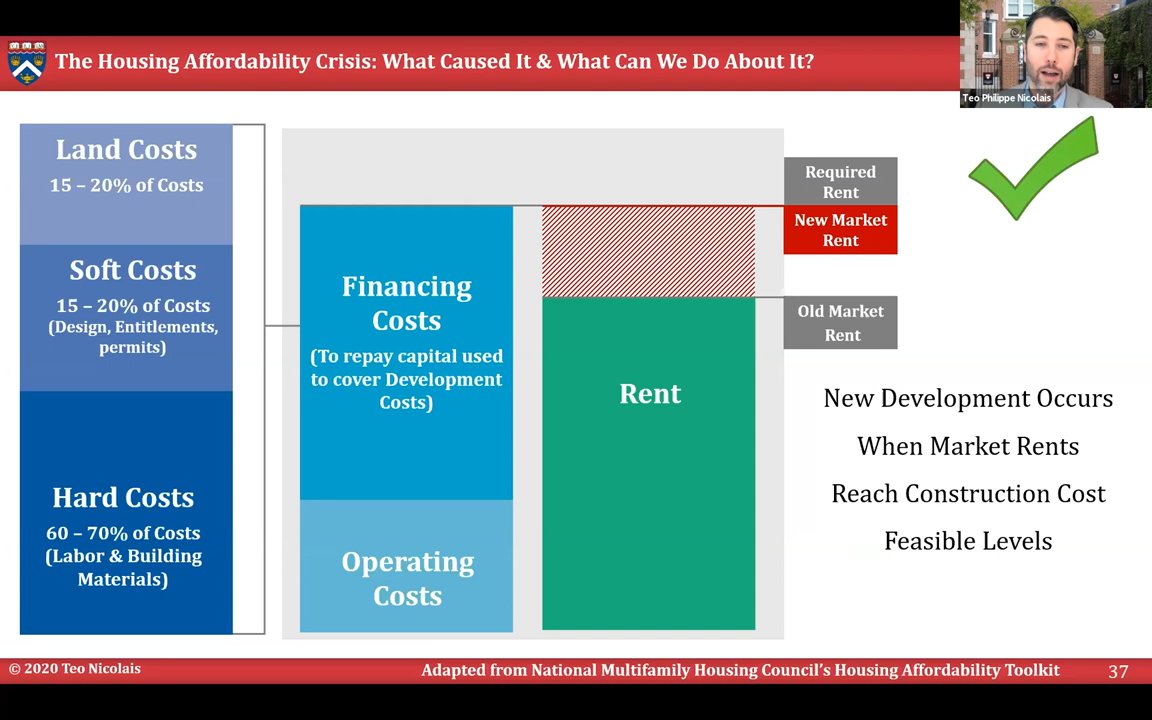 The Housing Affordability Crisis: What Caused It & What Can We Do About It?
Teo Philippe Nicolais
Land Costs
15 – 20% of Costs
Soft Costs
15 – 20% of Costs
(Design, Entitlements,
permits)
Hard Costs
60 – 70% of Costs
(Labor & Building
Materials)
Financing
Costs
(To repay capital used
to cover Development
Costs)
Operating
Costs
Rent
Required
Rent
New Market
Rent
Old Market
Rent
New Development Occurs
When Market Rents
Reach Construction Cost
Feasible Levels
© 2020 Teo Nicolais
Adapted from National Multifamily Housing Council's Housing Affordability Toolkit
37